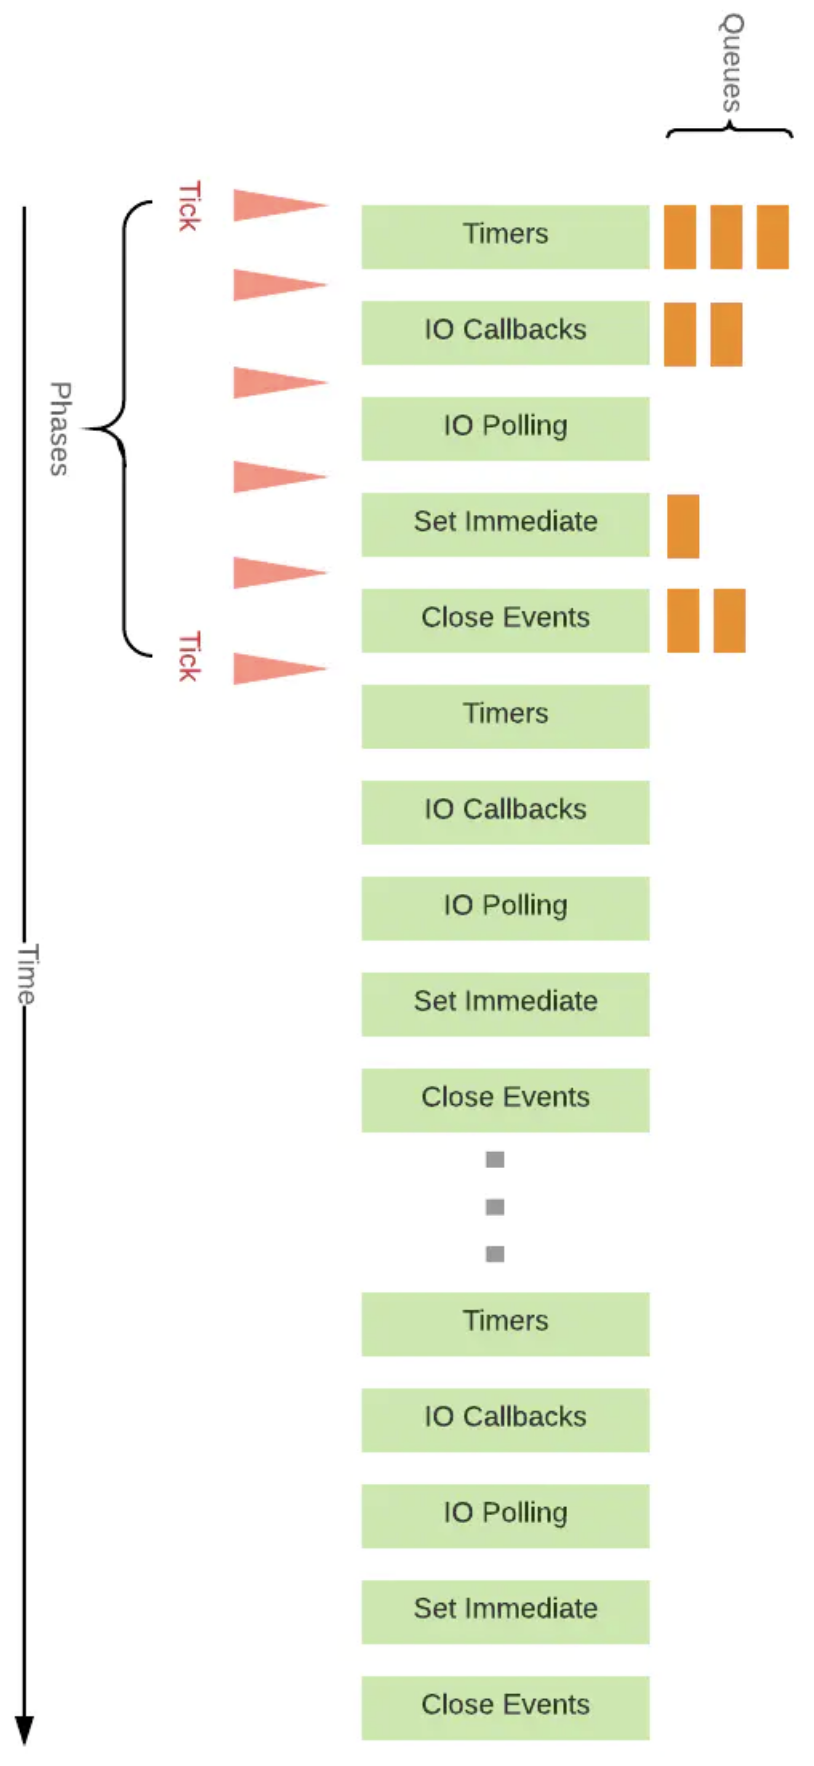 Queues
Tick
Timers
IO Callbacks
IO Polling
Phases
Set Immediate
Close Events
Tick
Timers
IO Callbacks
IO Polling
Time
Set Immediate
Close Events
Timers
IO Callbacks
IO Polling
Set Immediate
Close Events